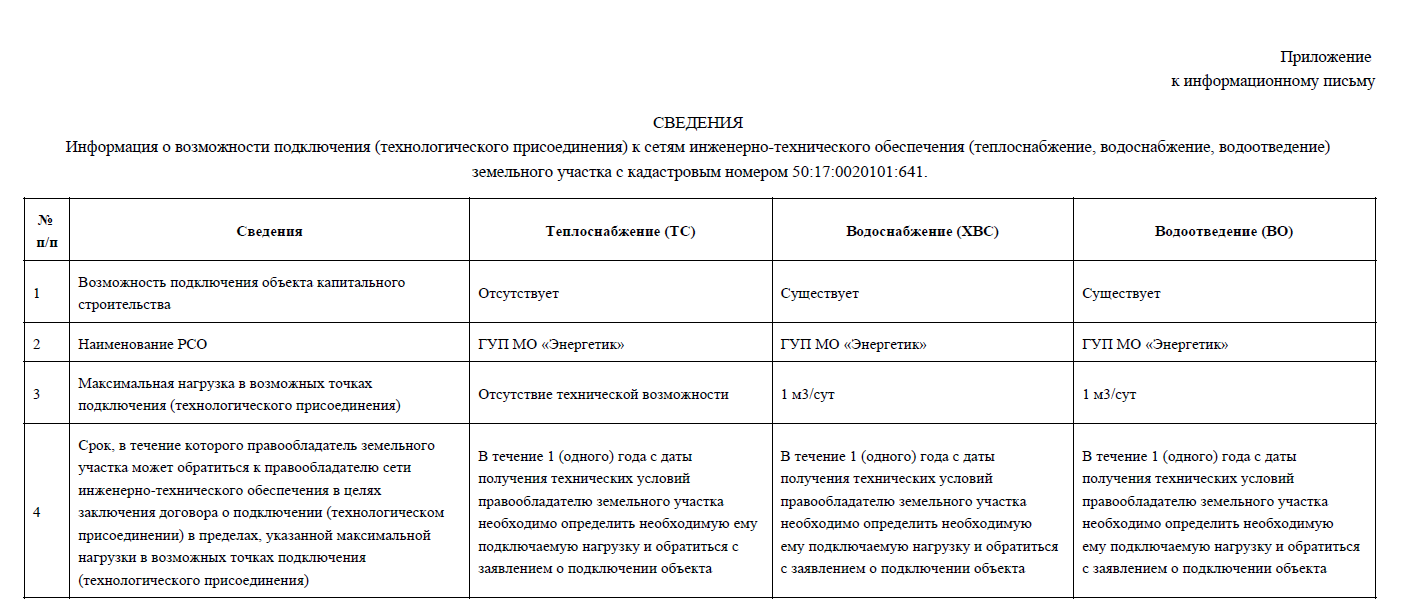 Приложение
к информационному письму
СВЕДЕНИЯ
Информация о возможности подключения (технологического присоединения) к сетям инженерно-технического обеспечения (теплоснабжение, водоснабжение, водоотведение)
земельного участка с кадастровым номером 50:17:0020101:641.
№
п/п
Сведения
Теплоснабжение (ТС)
Водоснабжение (ХВС)
Водоотведение (ВО)
1
Возможность подключения объекта капитального
строительства
Отсутствует
Существует
Существует
2
Наименование РСО
ГУП МО «Энергетик»
ГУП МО «Энергетик»
ГУП МО «Энергетик»
3
Максимальная нагрузка в возможных точках
подключения (технологического присоединения)
Отсутствие технической возможности
1 м3/сут
1 м3/сут
4
Срок, в течение которого правообладатель земельного
участка может обратиться к правообладателю сети
инженерно-технического обеспечения в целях
заключения договора о подключении (технологическом
присоединении) в пределах, указанной максимальной
нагрузки в возможных точках подключения
(технологического присоединения)
В течение 1 (одного) года с даты
получения технических условий
правообладателю земельного участка
необходимо определить необходимую ему
подключаемую нагрузку и обратиться с
заявлением о подключении объекта
В течение 1 (одного) года с даты
получения технических условий
правообладателю земельного участка
необходимо определить необходимую
ему подключаемую нагрузку и обратиться
с заявлением о подключении объекта
В течение 1 (одного) года с даты
получения технических условий
правообладателю земельного участка
необходимо определить необходимую
ему подключаемую нагрузку и обратиться
с заявлением о подключении объекта